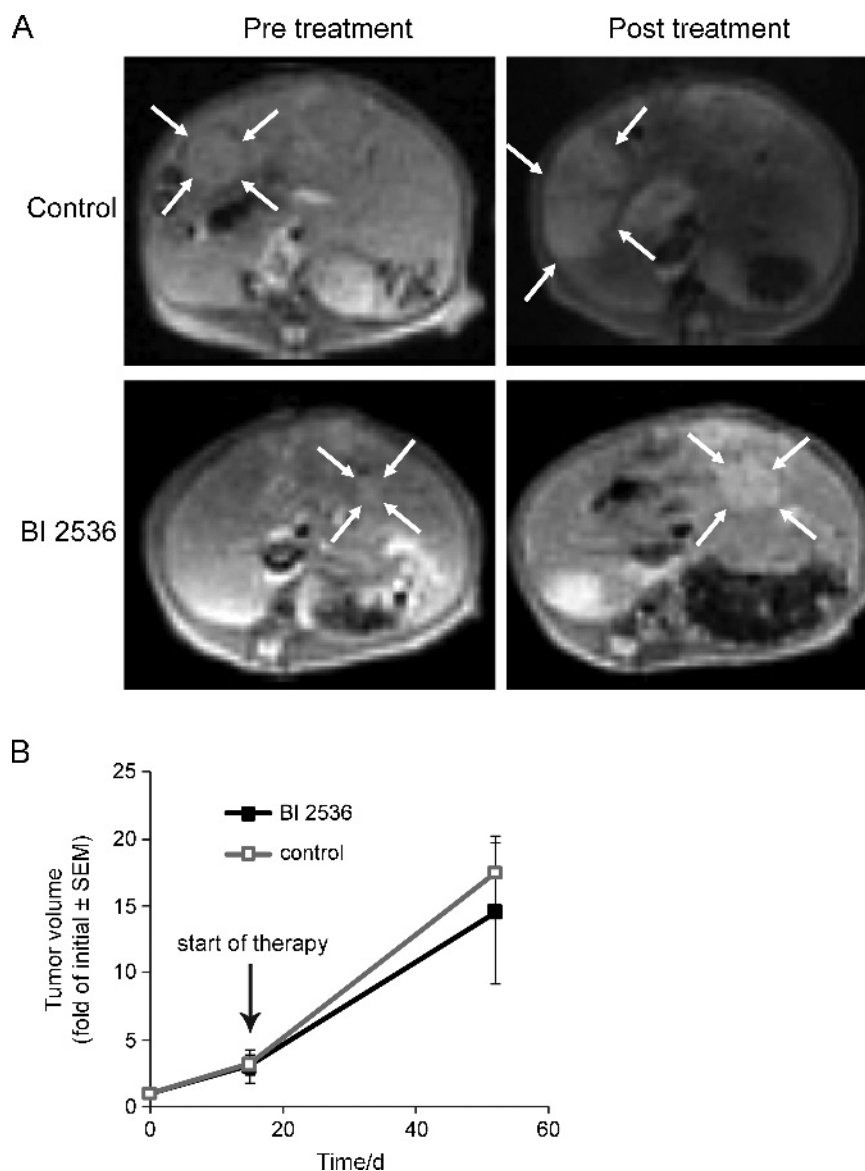 A
Pre treatment
Post treatment
Control
BI 2536
B
Tumor volume
(fold of initial ± SEM)
25
20
15
10
5
0
BI 2536
control
start of therapy
0
20
40
60
Time/d